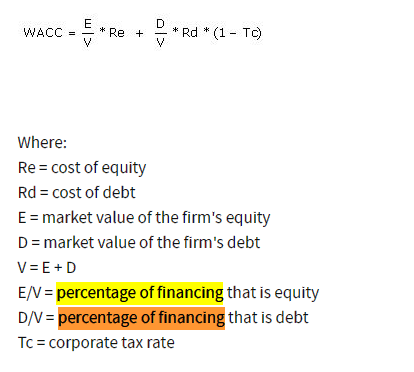 WACC = E/V * Re + D/V * Rd * (1 - Tc)
Where:
Re = cost of equity
Rd = cost of debt
E = market value of the firm's equity
D = market value of the firm's debt
V = E + D
E/V = percentage of financing that is equity
D/V = percentage of financing that is debt
Tc = corporate tax rate